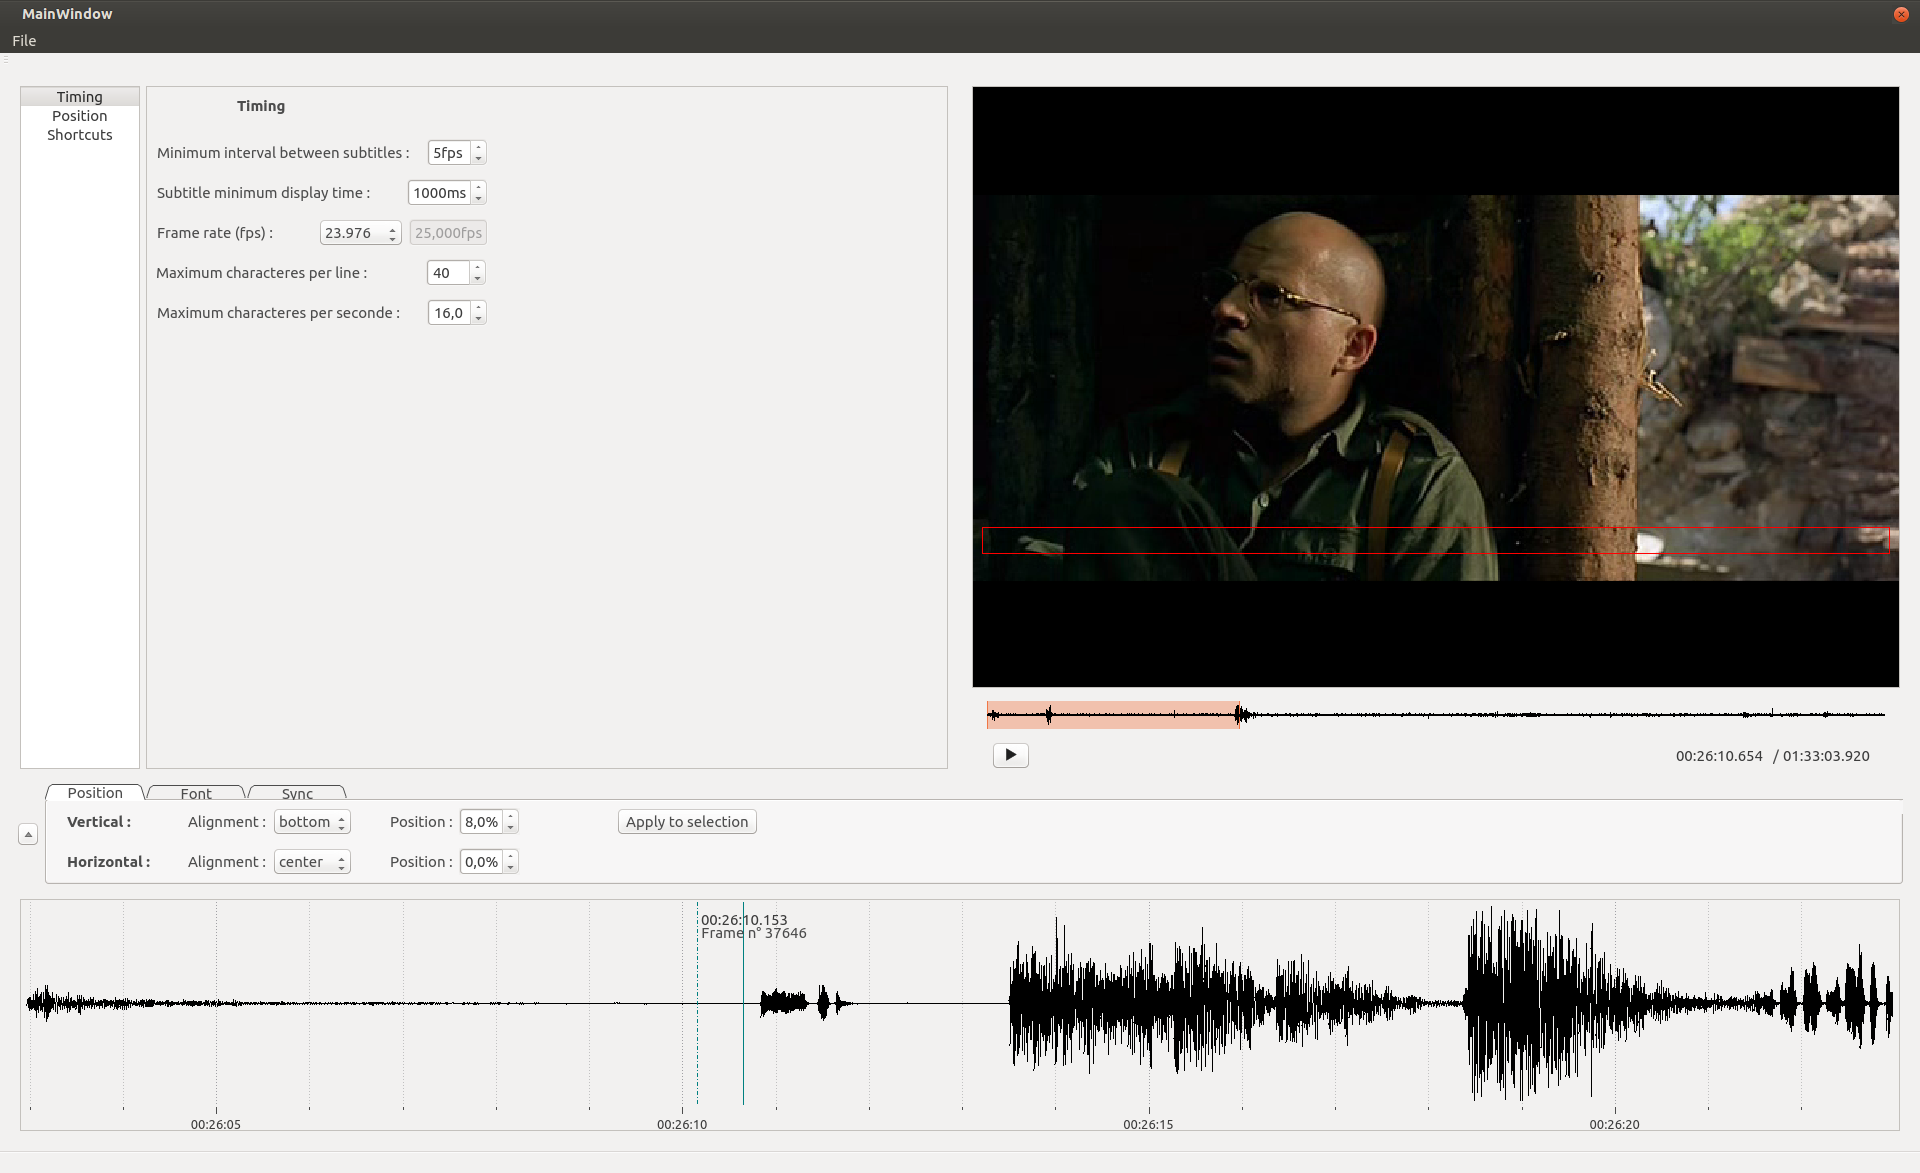 MainWindow
File
Timing
Position
Shortcuts
Timing
Minimum interval between subtitles : 5fps
Subtitle minimum display time : 1000ms
Frame rate (fps) : 23.976 25,000fps
Maximum characteres per line : 40
Maximum characteres per seconde : 16,0
00:26:10.654 / 01:33:03.920
Position Font Sync
Vertical : Alignment : bottom Position : 8,0% Apply to selection
Horizontal : Alignment : center Position : 0,0%
00:26:10.153
Frame n° 37646
00:26:05 00:26:10 00:26:15 00:26:20